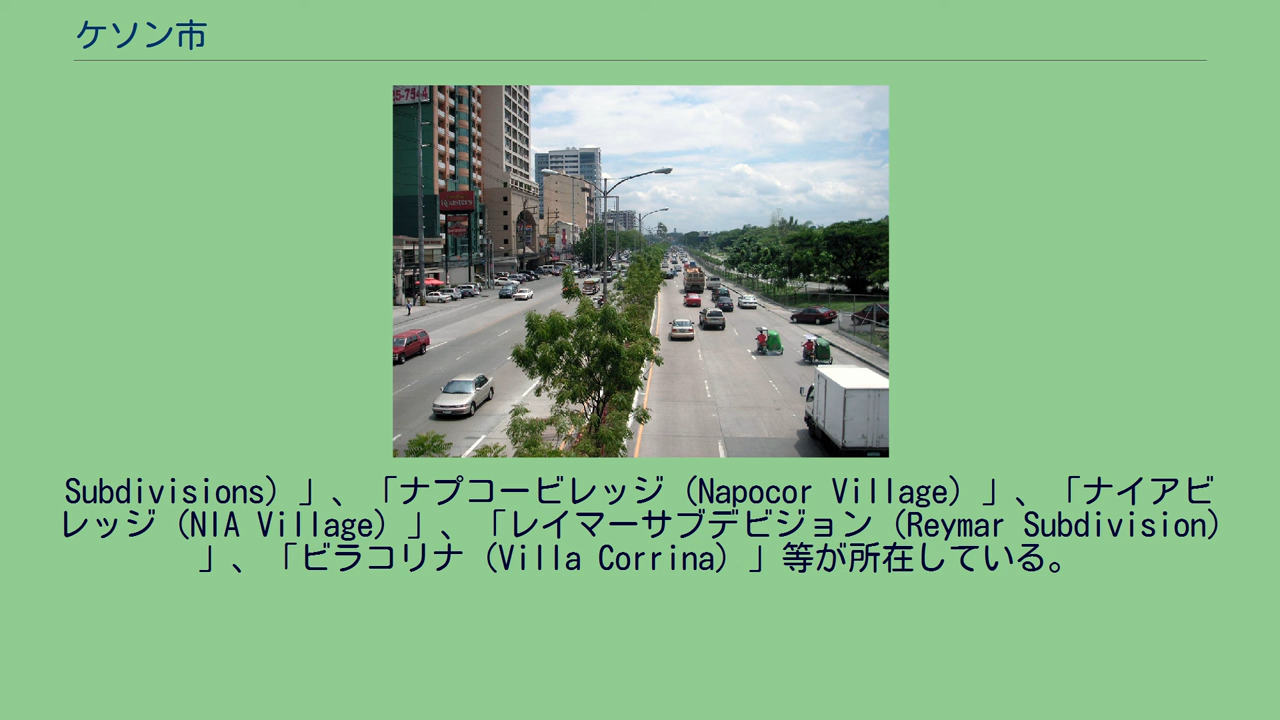 ケソン市
Subdivisions）」、「ナプコービレッジ（Napocor Village）」、「ナイアビ
レッジ（NIA Village）」、「レイマーサブデビジョン（Reymar Subdivision）
」、「ビラコリナ（Villa Corrina）」等が所在している。